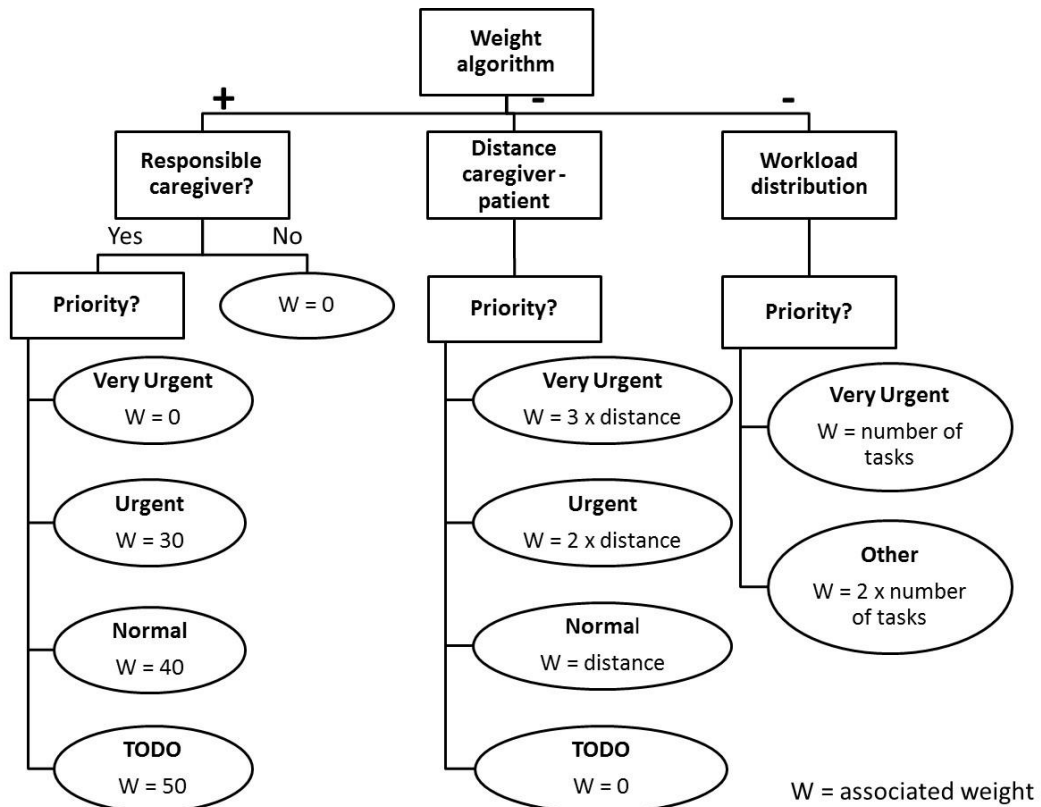 Weight
algorithm
+
-
-
Responsible
caregiver?
Distance
caregiver-
patient
Workload
distribution
Yes
No
Priority?
W = 0
Priority?
Priority?
Very Urgent
W = 0
Urgent
W = 30
Normal
W = 40
TODO
W = 50
Very Urgent
W = 3 x distance
Urgent
W = 2 x distance
Normal
W = distance
TODO
W = 0
Very Urgent
W = number of
tasks
Other
W = 2 x number
of tasks
W = associated weight